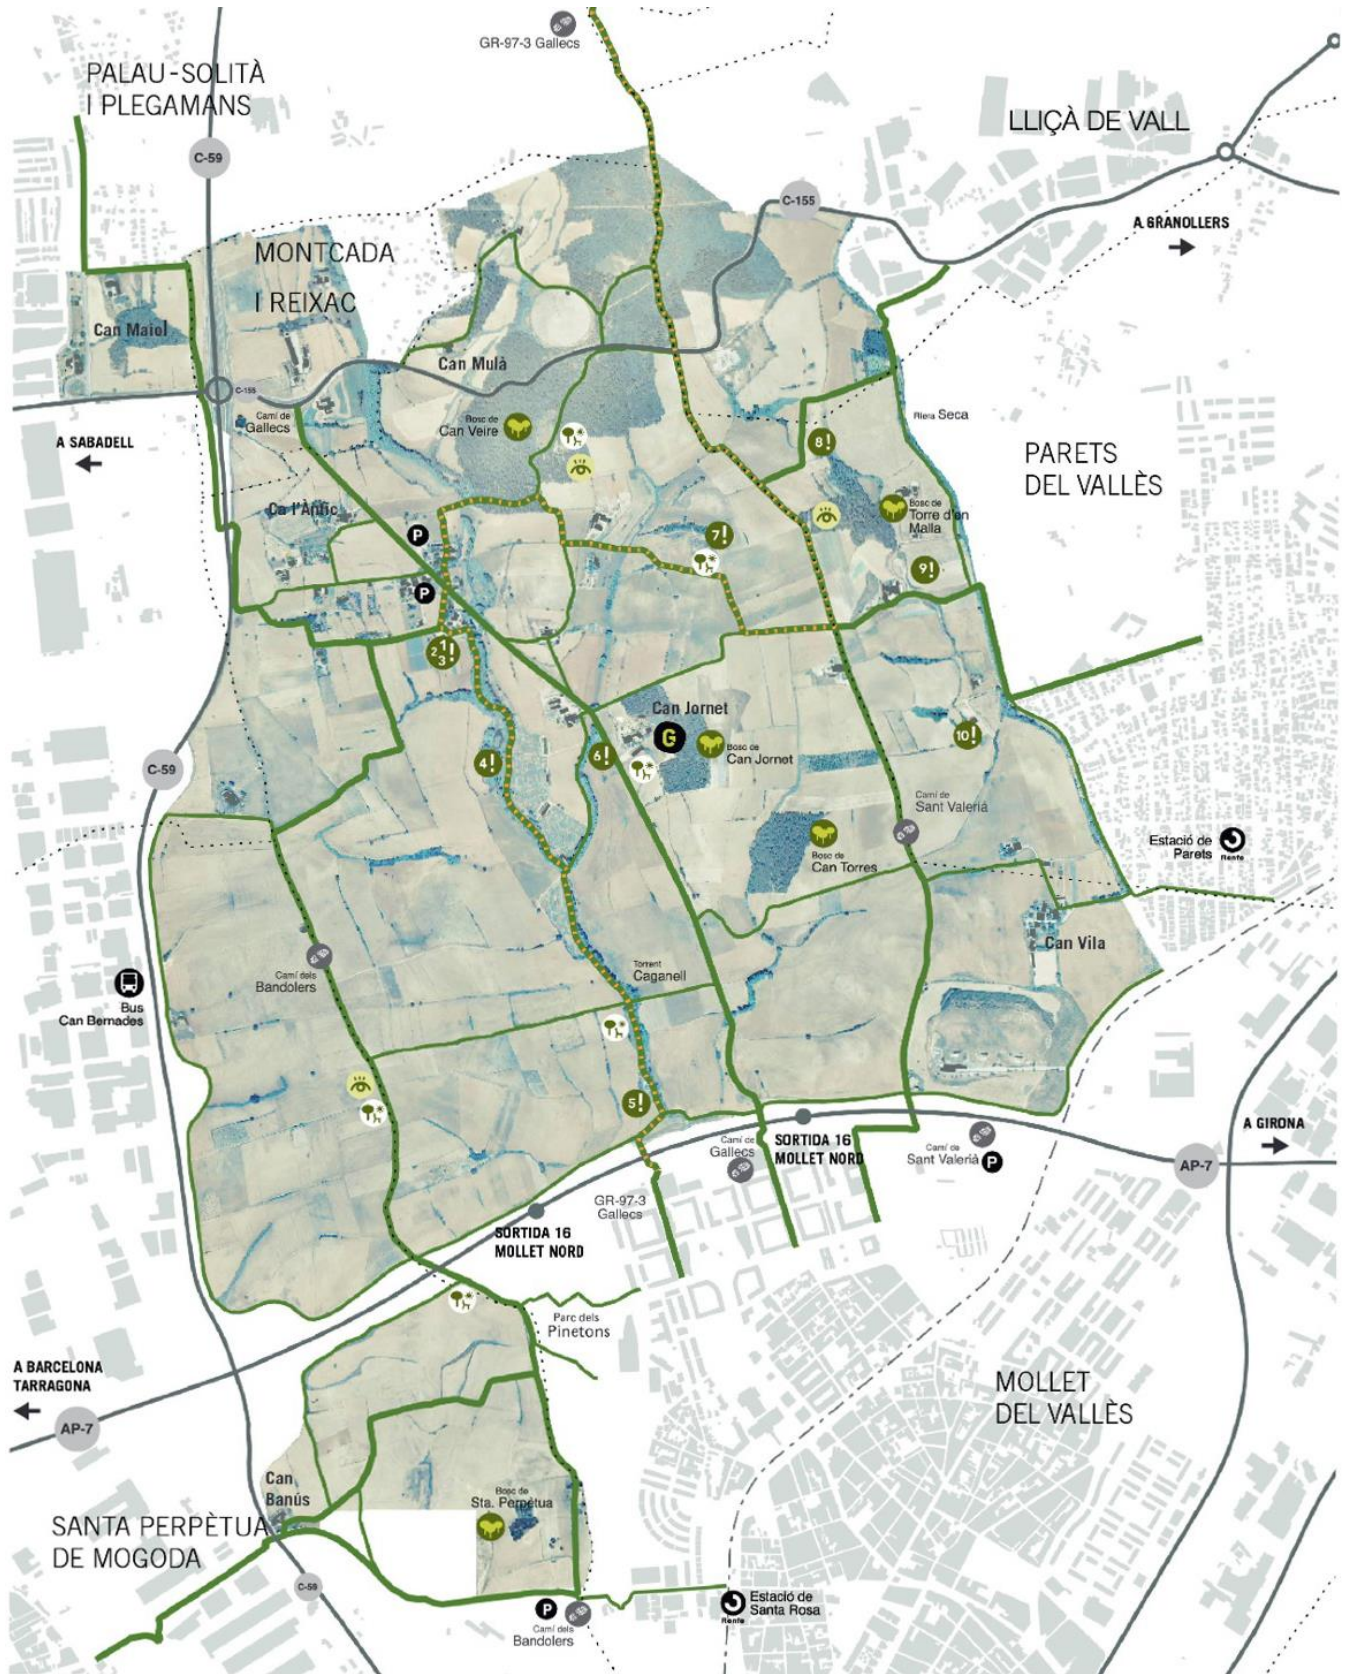 GR-97-3 Gallecs
PALAU-SOLITÀ
I PLEGAMANS
C-59
LLIÇÀ DE VALL
C-155
A GRANOLLERS
MONTCADA
I REIXAC
Can Maiol
Can Mulà
C-155
Camí de
Gallecs
Bosc de
Can Veire
Riera Seca
A SABADELL
8!
PARETS
DEL VALLÈS
Ca l'Àntic
P
Bosc de
Torre d'en
Malla
7!
9!
P
2 1
3 !
Can Jornet
G
Bosc de
Can Jornet
10!
4!
6!
C-59
Camí de
Sant Valerià
Estació de
Parets
Renfe
Bosc de
Can Torres
Can Vila
Camí dels
Bandolers
Torrent
Caganell
Bus
Can Bernades
5!
A GIRONA
Camí de
Gallecs
SORTIDA 16
MOLLET NORD
Camí de
Sant Valerià
P
AP-7
GR-97-3
Gallecs
SORTIDA 16
MOLLET NORD
Parc dels
Pinetons
A BARCELONA
TARRAGONA
AP-7
MOLLET
DEL VALLÈS
Can
Banús
Bosc de
Sta. Perpètua
SANTA PERPÈTUA
DE MOGODA
C-59
P
Camí dels
Bandolers
Estació de
Santa Rosa
Renfe